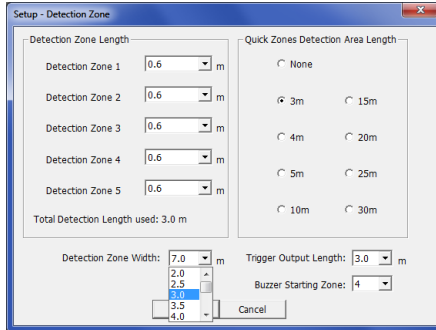 Setup - Detection Zone
Detection Zone Length
Detection Zone 1 0.6 m
Detection Zone 2 0.6 m
Detection Zone 3 0.6 m
Detection Zone 4 0.6 m
Detection Zone 5 0.6 m
Total Detection Length used: 3.0 m
Quick Zones Detection Area Length
None
3m 15m
4m 20m
5m 25m
10m 30m
Detection Zone Width: 7.0 m
2.0
2.5
3.0
3.5
4.0
Trigger Output Length: 3.0 m
Buzzer Starting Zone: 4
Cancel